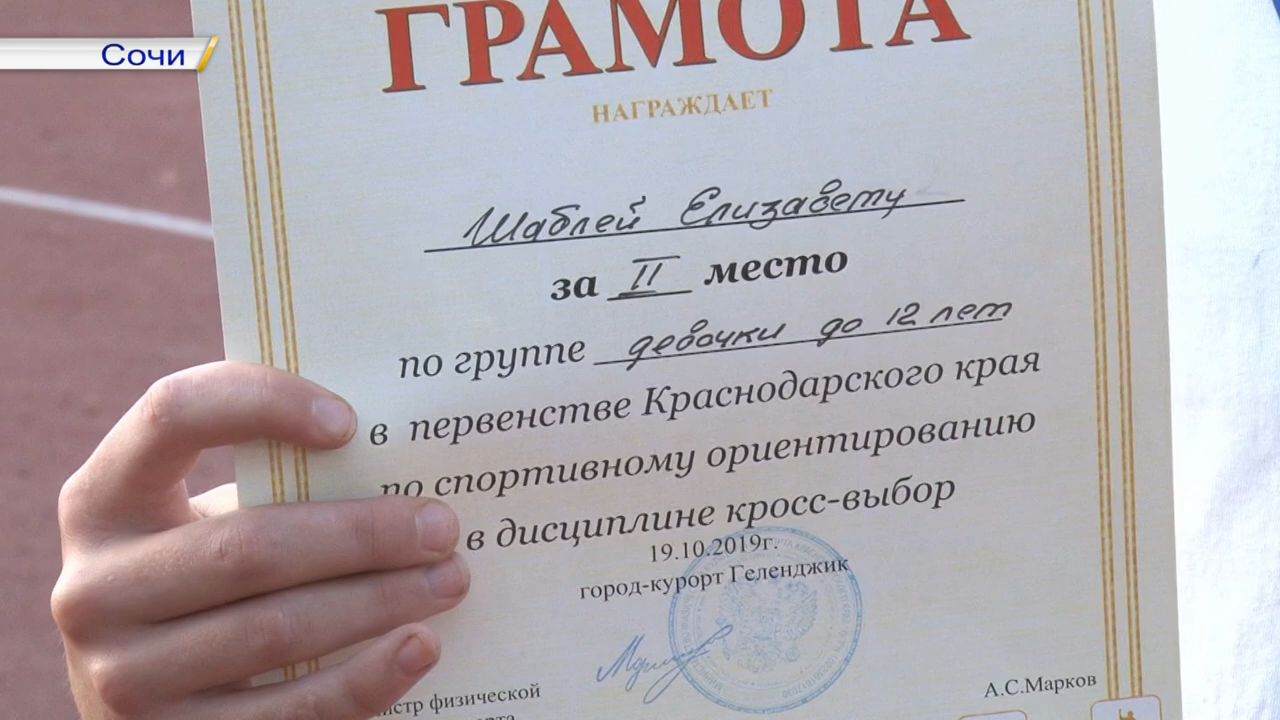 Сочи
ГРАМОТА
НАГРАЖДАЕТ
Шаблей Елизавету
за II место
по группе девочки до 12 лет
в первенстве Краснодарского края
по спортивному ориентированию
в дисциплине кросс-выбор
19.10.2019г.
город-курорт Геленджик
физической
А.С.Марков